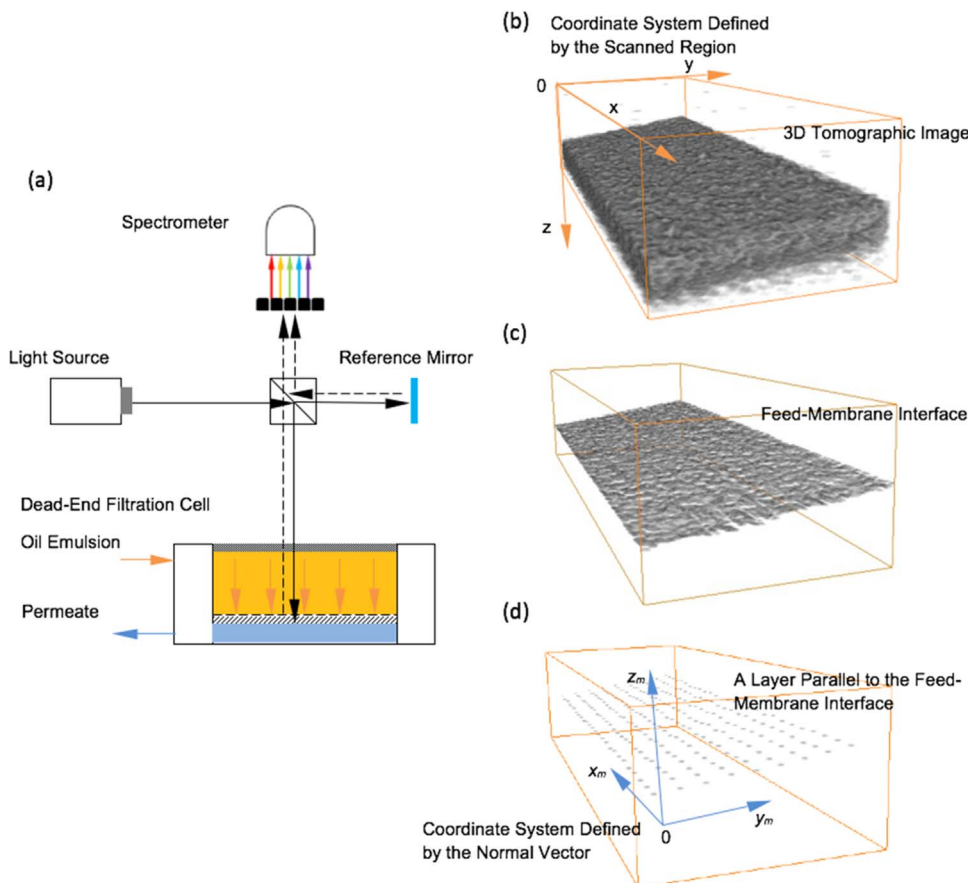 (a)
Spectrometer
Light Source
Reference Mirror
Dead-End Filtration Cell
Oil Emulsion
Permeate
(b)
Coordinate System Defined
by the Scanned Region
0
y
x
z
3D Tomographic Image
(c)
Feed-Membrane Interface
(d)
zm
A Layer Parallel to the Feed-
Membrane Interface
xm
ym
0
Coordinate System Defined
by the Normal Vector